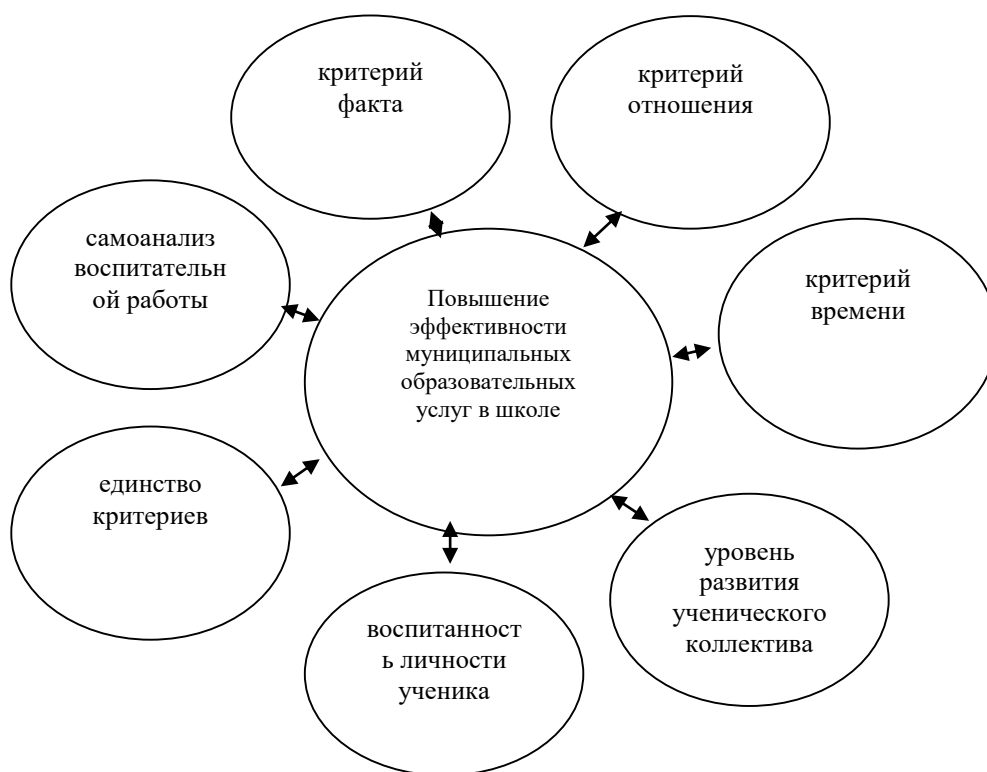 критерий
факта
критерий
отношения
самоанализ
воспитательн
ой работы
критерий
времени
Повышение
эффективности
муниципальных
образовательных
услуг в школе
единство
критериев
уровень
развития
ученического
коллектива
воспитанност
ь личности
ученика